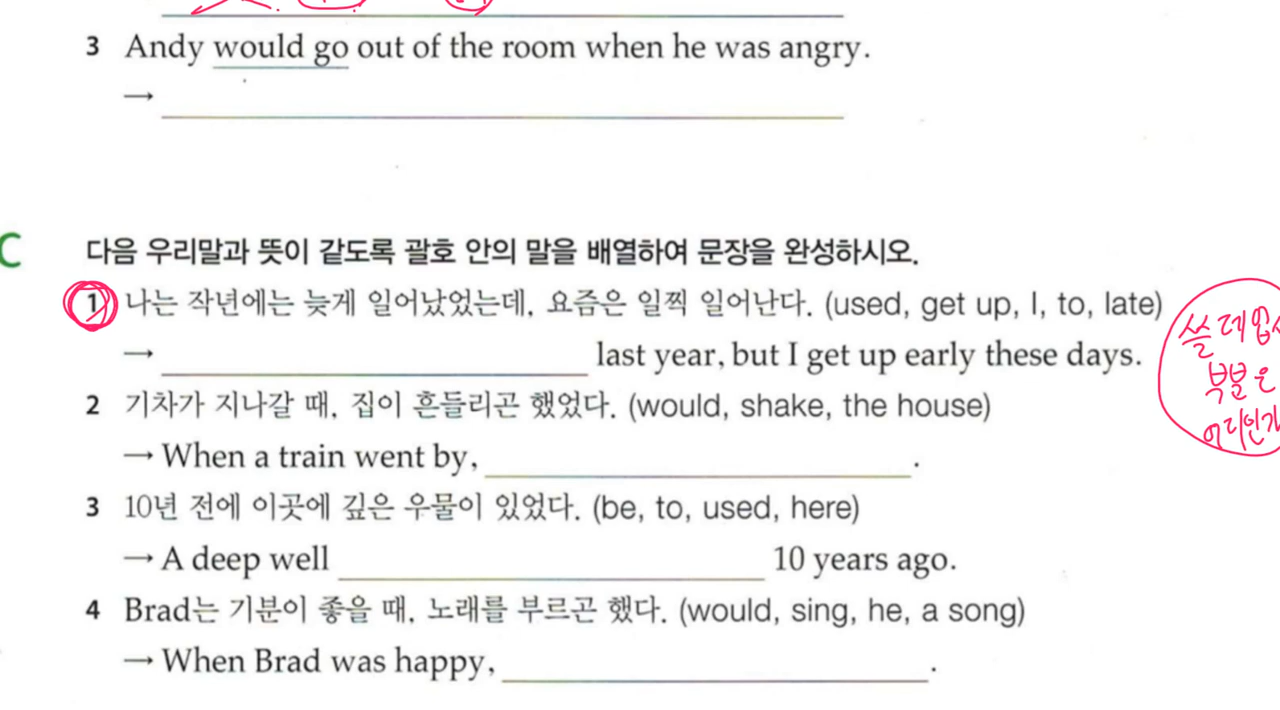 3 Andy would go out of the room when he was angry.
→
C 다음 우리말과 뜻이 같도록 괄호 안의 말을 배열하여 문장을 완성하시오.
1 나는 작년에는 늦게 일어났었는데, 요즘은 일찍 일어난다. (used, get up, I, to, late)
→ last year, but I get up early these days.
2 기차가 지나갈 때, 집이 흔들리곤 했었다. (would, shake, the house)
→ When a train went by, .
3 10년 전에 이곳에 깊은 우물이 있었다. (be, to, used, here)
→ A deep well 10 years ago.
4 Brad는 기분이 좋을 때, 노래를 부르곤 했다. (would, sing, he, a song)
→ When Brad was happy, .
쓸데없
부분은
어디인가